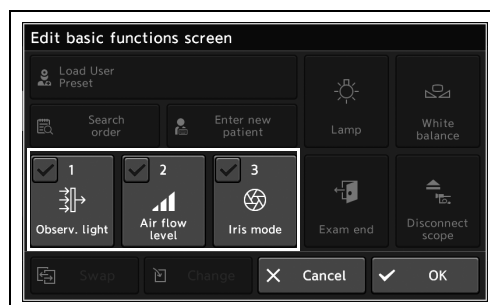 Edit basic functions screen
Load User
Preset
Search
order
Enter new
patient
Lamp
White
balance
1
Observ. light
2
Air flow
level
3
Iris mode
Exam end
Disconnect
scope
Swap
Change
Cancel
OK